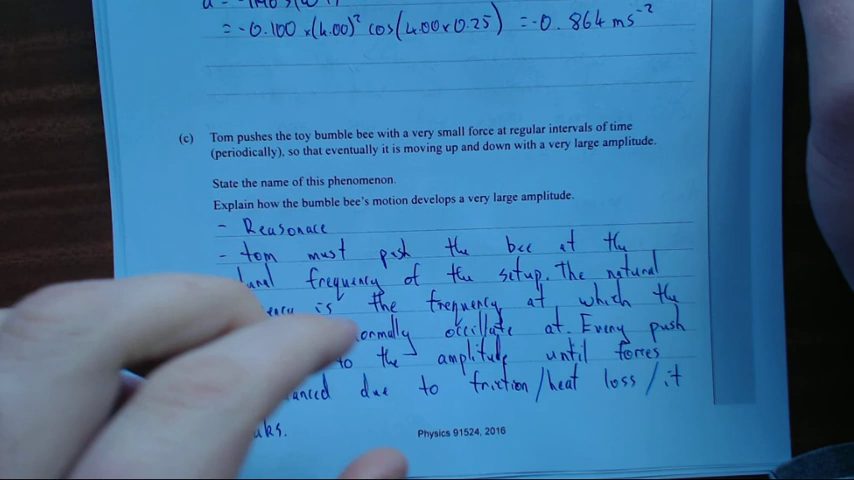 = -0.100 x (4.00)² cos(4.00 x 0.25) = -0.864 ms⁻²
(c) Tom pushes the toy bumble bee with a very small force at regular intervals of time
(periodically), so that eventually it is moving up and down with a very large amplitude.
State the name of this phenomenon.
Explain how the bumble bee's motion develops a very large amplitude.
- Reasonace
- tom must push the bee at the
frequency of the setup. The natural
is the frequency at which the
occillate at. Every push
to the amplitude until forces
due to friction/heat loss/it
Physics 91524, 2016